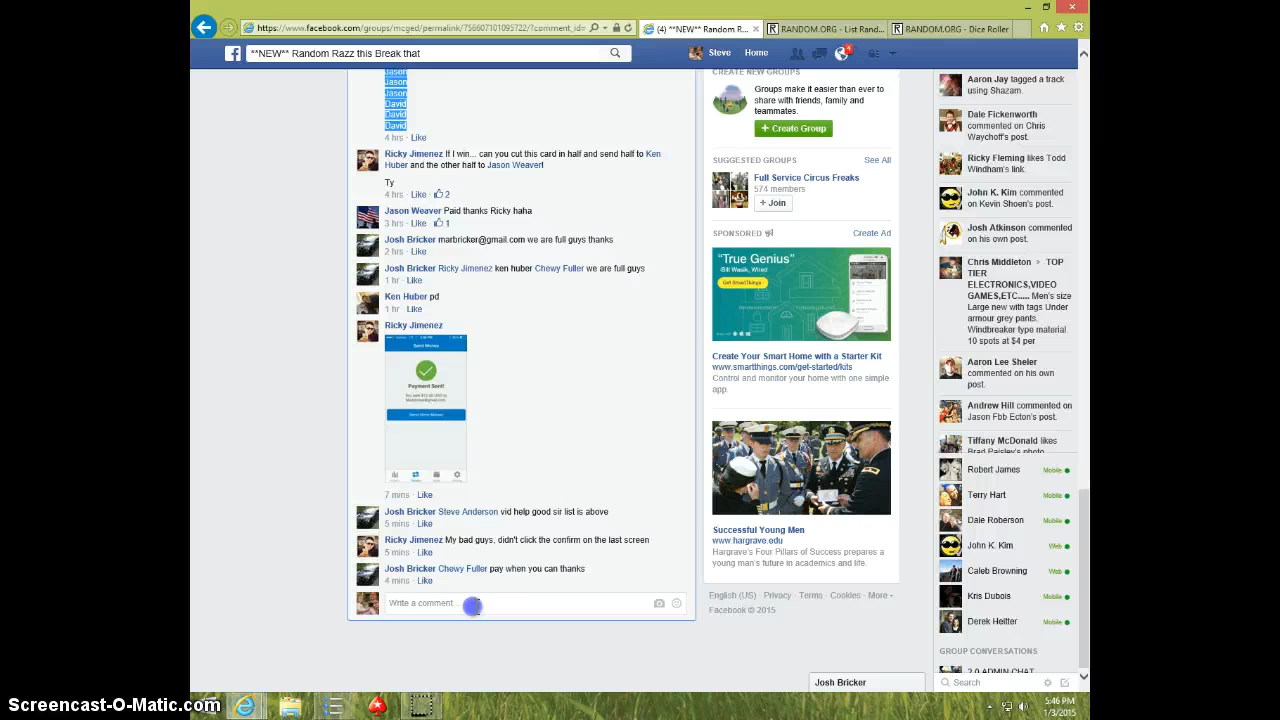 https://www.facebook.com/groups/mcged/permalink/756607101095722/?comment_id=
(4) **NEW** Random R...
RANDOM.ORG - List Rand...
RANDOM.ORG - Dice Roller
**NEW** Random Razz this Break that
Steve
Home
4
Jason
Jason
Jason
David
David
David
4 hrs · Like
Ricky Jimenez If I win... can you cut this card in half and send half to Ken
Huber and the other half to Jason Weaver!
Ty
4 hrs · Like · 2
Jason Weaver Paid thanks Ricky haha
3 hrs · Like · 1
Josh Bricker marbricker@gmail.com we are full guys thanks
2 hrs · Like
Josh Bricker Ricky Jimenez ken huber Chewy Fuller we are full guys
1 hr · Like
Ken Huber pd
1 hr · Like
Ricky Jimenez
Send Money
Payment Sent!
7 mins · Like
Josh Bricker Steve Anderson vid help good sir list is above
5 mins · Like
Ricky Jimenez My bad guys, didn't click the confirm on the last screen
5 mins · Like
Josh Bricker Chewy Fuller pay when you can thanks
4 mins · Like
Write a comment...
CREATE NEW GROUPS
Groups make it easier than ever to
share with friends, family and
teammates.
+ Create Group
SUGGESTED GROUPS
See All
Full Service Circus Freaks
574 members
+ Join
SPONSORED
Create Ad
"True Genius"
-Bill Wasik, Wired
Get SmartThings
Create Your Smart Home with a Starter Kit
www.smartthings.com/get-started/kits
Control and monitor your home with one simple
app.
Successful Young Men
www.hargrave.edu
Hargrave's Four Pillars of Success prepares a
young man's future in academics and life.
English (US) · Privacy · Terms · Cookies · More
Facebook © 2015
Aaron Jay tagged a track
using Shazam.
Dale Fickenworth
commented on Chris
Waychoff's post.
Ricky Fleming likes Todd
Windham's link.
John K. Kim commented
on Kevin Shoen's post.
Josh Atkinson commented
on his own post.
Chris Middleton ▸ TOP
TIER
ELECTRONICS,VIDEO
GAMES,ETC..... Men's size
Large new with tags Under
armour grey pants.
Windbreaker type material.
10 spots at $4 per
Aaron Lee Sheler
commented on his own
post.
Andrew Hill commented on
Jason Fbb Ecton's post.
Tiffany McDonald likes
Brad Paisley's photo
Robert James Mobile
Terry Hart Mobile
Dale Roberson Mobile
John K. Kim Web
Caleb Browning Web
Kris Dubois Mobile
Derek Heitter Mobile
GROUP CONVERSATIONS
2.0 ADMIN CHAT
Search
Josh Bricker
5:46 PM
1/3/2015
Screencast-O-Matic.com